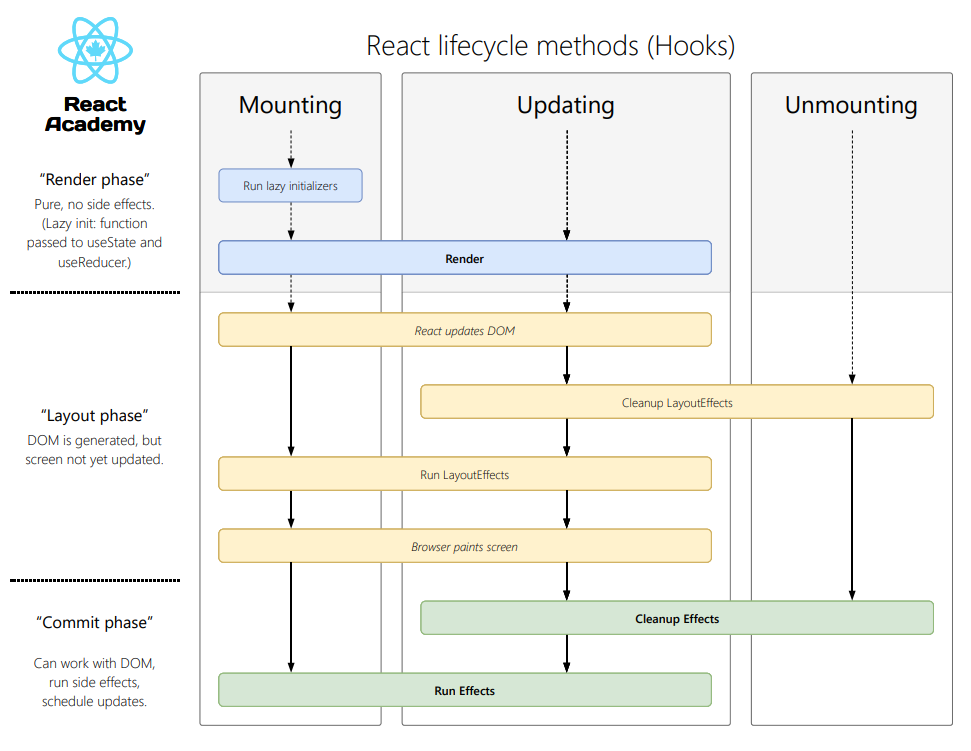 React lifecycle methods (Hooks)
React
Academy
Mounting
Updating
Unmounting
“Render phase”
Pure, no side effects.
(Lazy init: function
passed to useState and
useReducer.)
Run lazy initializers
Render
React updates DOM
Cleanup LayoutEffects
“Layout phase”
DOM is generated, but
screen not yet updated.
Run LayoutEffects
Browser paints screen
“Commit phase”
Can work with DOM,
run side effects,
schedule updates.
Cleanup Effects
Run Effects